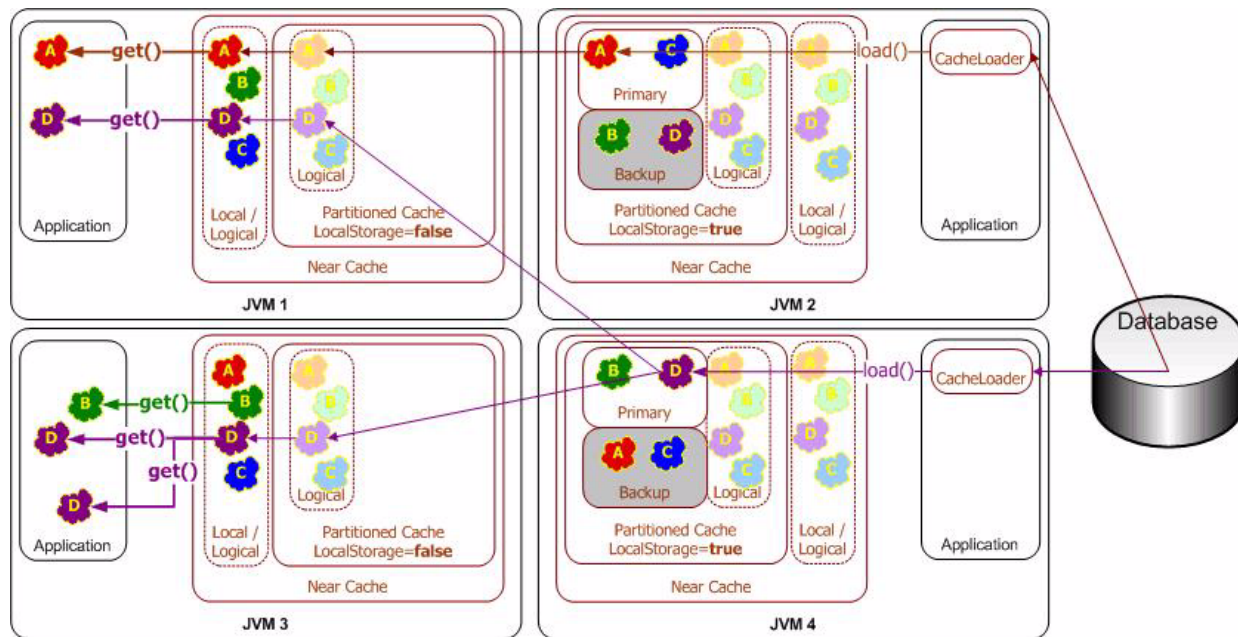 A
get()
A
A
B
D
get()
D
B
D
C
C
Logical
Application
Local /
Logical
Partitioned Cache
LocalStorage=false
Near Cache
JVM 1
A
C
A
A
load()
CacheLoader
B
B
Primary
B
D
D
D
C
C
Backup
Logical
Partitioned Cache
LocalStorage=true
Local /
Logical
Application
Near Cache
JVM 2
Database
A
A
B
get()
B
B
D
get()
D
D
get()
C
C
D
Logical
Application
Local /
Logical
Partitioned Cache
LocalStorage=false
Near Cache
JVM 3
B
D
A
A
load()
CacheLoader
B
B
Primary
D
D
A
C
C
C
Backup
Logical
Partitioned Cache
LocalStorage=true
Local /
Logical
Application
Near Cache
JVM 4